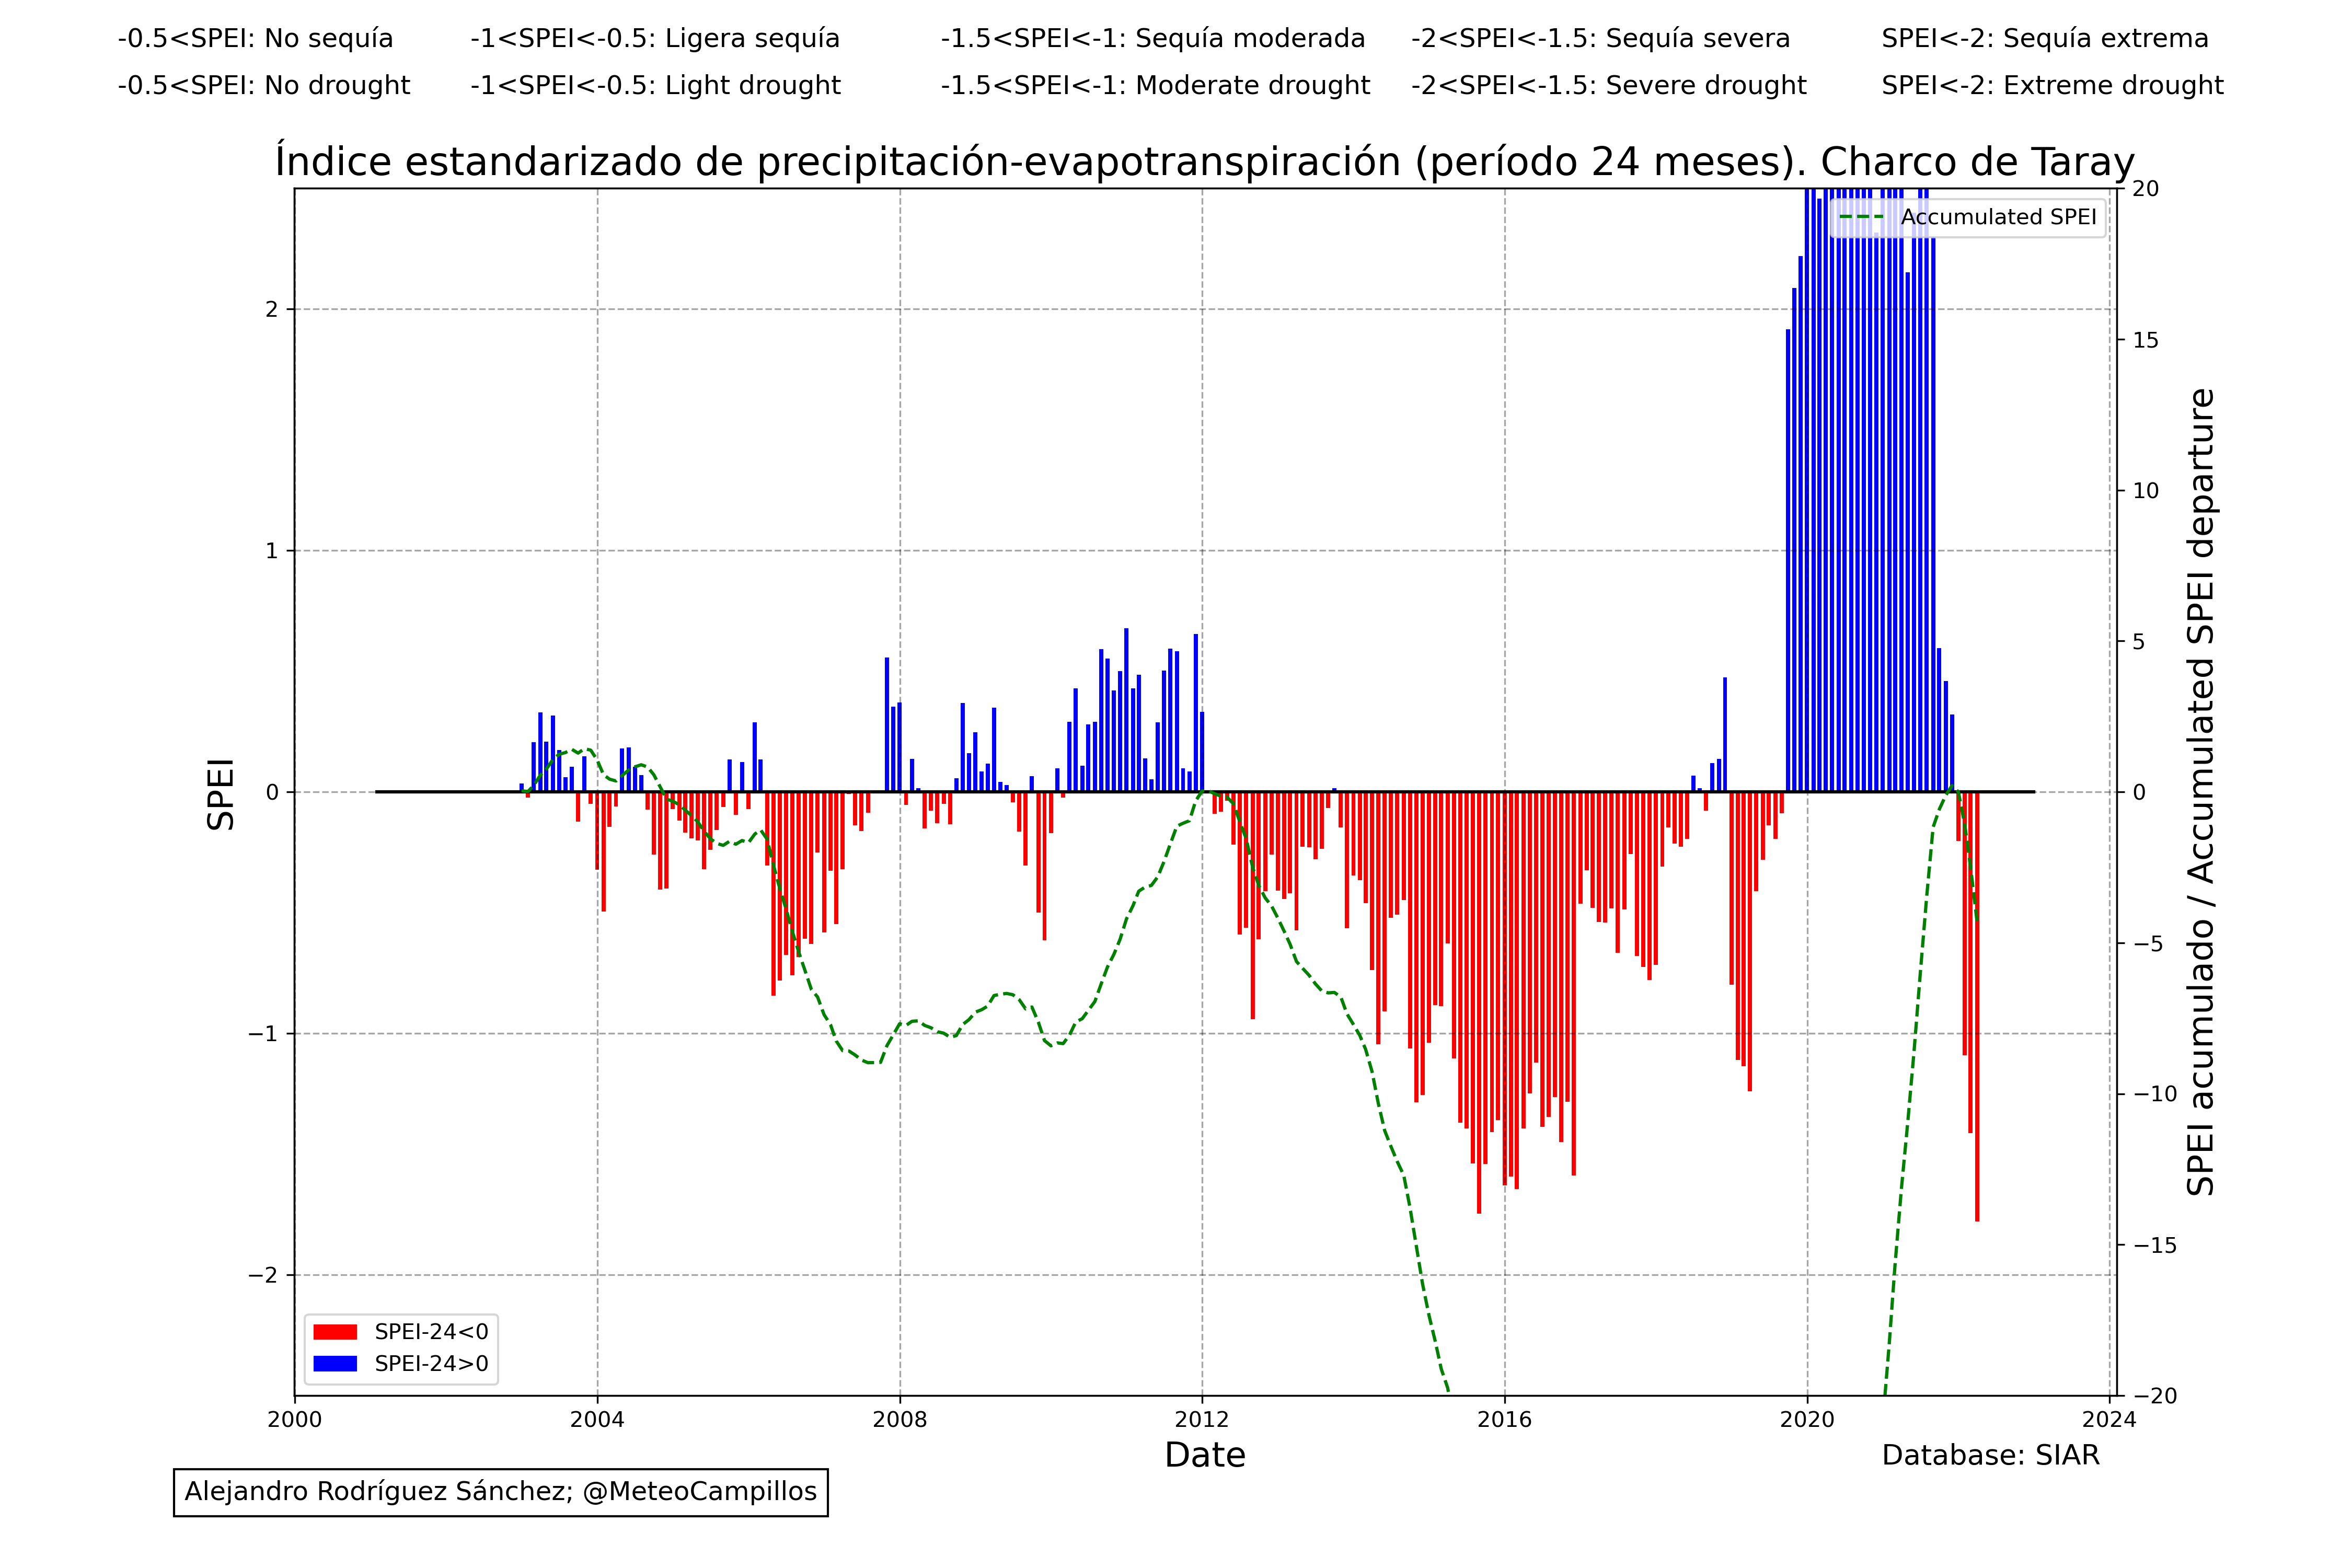 -0.5<SPEI: No sequía -1<SPEI<-0.5: Ligera sequía -1.5<SPEI<-1: Sequía moderada -2<SPEI<-1.5: Sequía severa SPEI<-2: Sequía extrema
-0.5<SPEI: No drought -1<SPEI<-0.5: Light drought -1.5<SPEI<-1: Moderate drought -2<SPEI<-1.5: Severe drought SPEI<-2: Extreme drought
Índice estandarizado de precipitación-evapotranspiración (período 24 meses). Charco de Taray
Accumulated SPEI
SPEI
2
1
0
−1
−2
20
15
10
5
0
−5
−10
−15
−20
SPEI acumulado / Accumulated SPEI departure
SPEI-24<0
SPEI-24>0
2000 2004 2008 2012 2016 2020 2024
Date
Database: SIAR
Alejandro Rodríguez Sánchez; @MeteoCampillos